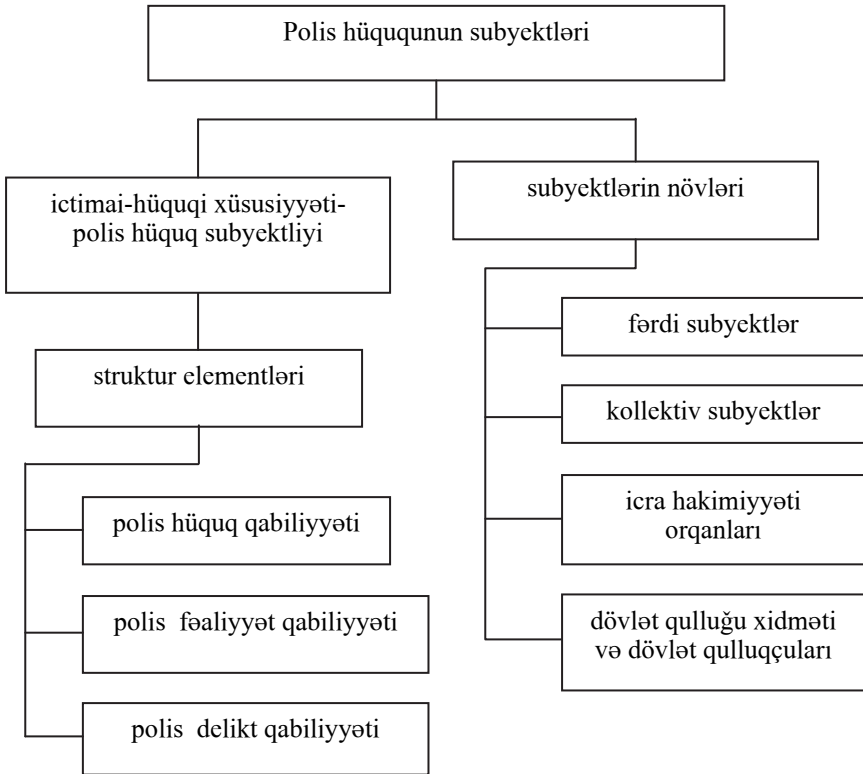 Polis hüququnun subyektləri
ictimai-hüquqi xüsusiyyəti-
polis hüquq subyektliyi
struktur elementləri
polis hüquq qabiliyyəti
polis fəaliyyət qabiliyyəti
polis delikt qabiliyyəti
subyektlərin növləri
fərdi subyektlər
kollektiv subyektlər
icra hakimiyyəti
orqanları
dövlət qulluğu xidməti
və dövlət qulluqçuları